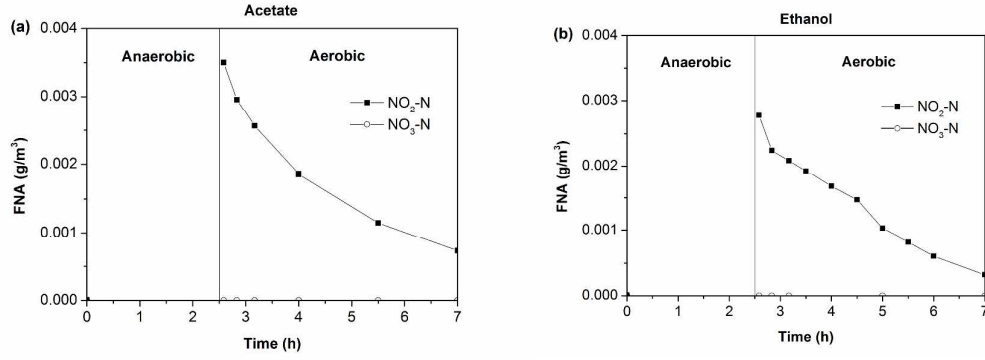 Acetate
(a)
0.004
0.003
0.002
0.001
0.000
FNA (g/m³)
Anaerobic
Aerobic
NO₂-N
NO₃-N
0 1 2 3 4 5 6 7
Time (h)
Ethanol
(b)
0.004
0.003
0.002
0.001
0.000
FNA (g/m³)
Anaerobic
Aerobic
NO₂-N
NO₃-N
0 1 2 3 4 5 6 7
Time (h)